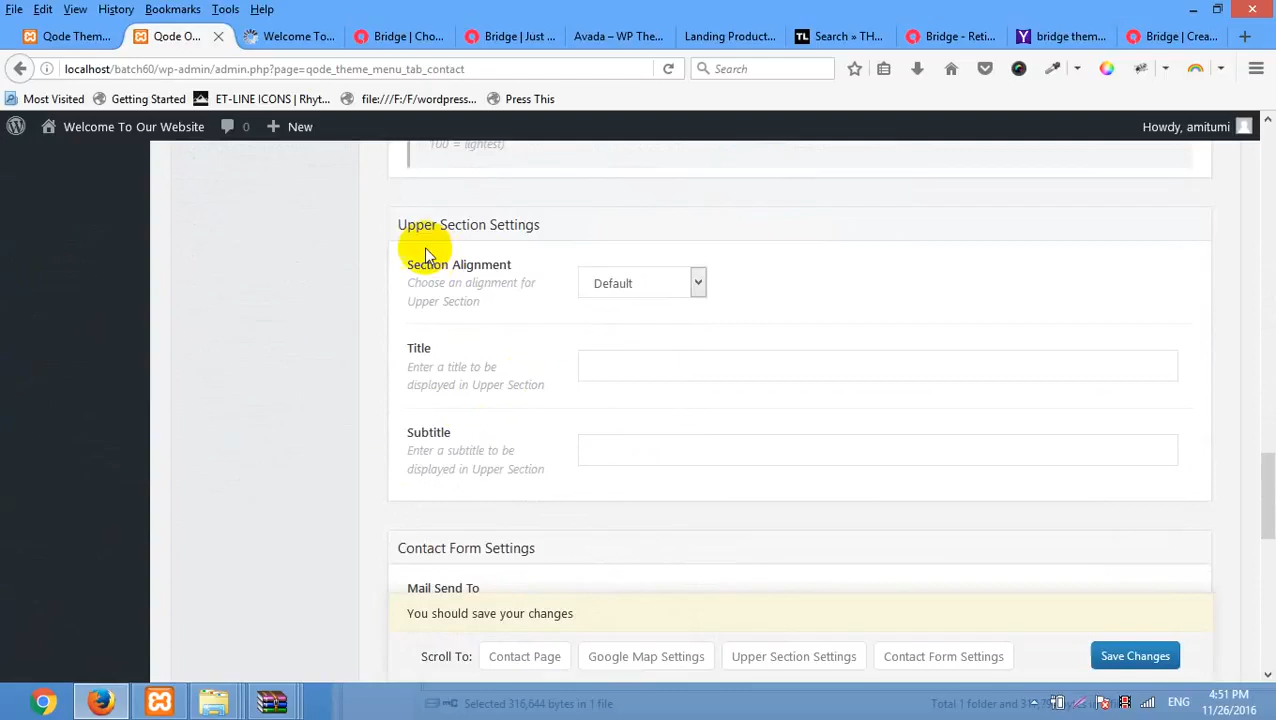 File Edit View History Bookmarks Tools Help
Qode Them... Qode O... Welcome To... Bridge | Cho... Bridge | Just ... Avada – WP The... Landing Product... Search » TH... Bridge - Reti... bridge them... Bridge | Crea...
localhost/batch60/wp-admin/admin.php?page=qode_theme_menu_tab_contact Search
Most Visited Getting Started ET-LINE ICONS | Rhyt... file:///F:/F/wordpress... Press This
Welcome To Our Website 0 New Howdy, amitumi
100 = lightest)
Upper Section Settings
Section Alignment
Choose an alignment for
Upper Section
Default
Title
Enter a title to be
displayed in Upper Section
Subtitle
Enter a subtitle to be
displayed in Upper Section
Contact Form Settings
Mail Send To
You should save your changes
Scroll To: Contact Page Google Map Settings Upper Section Settings Contact Form Settings Save Changes
Selected 316,644 bytes in 1 file
ENG
4:51 PM
11/26/2016